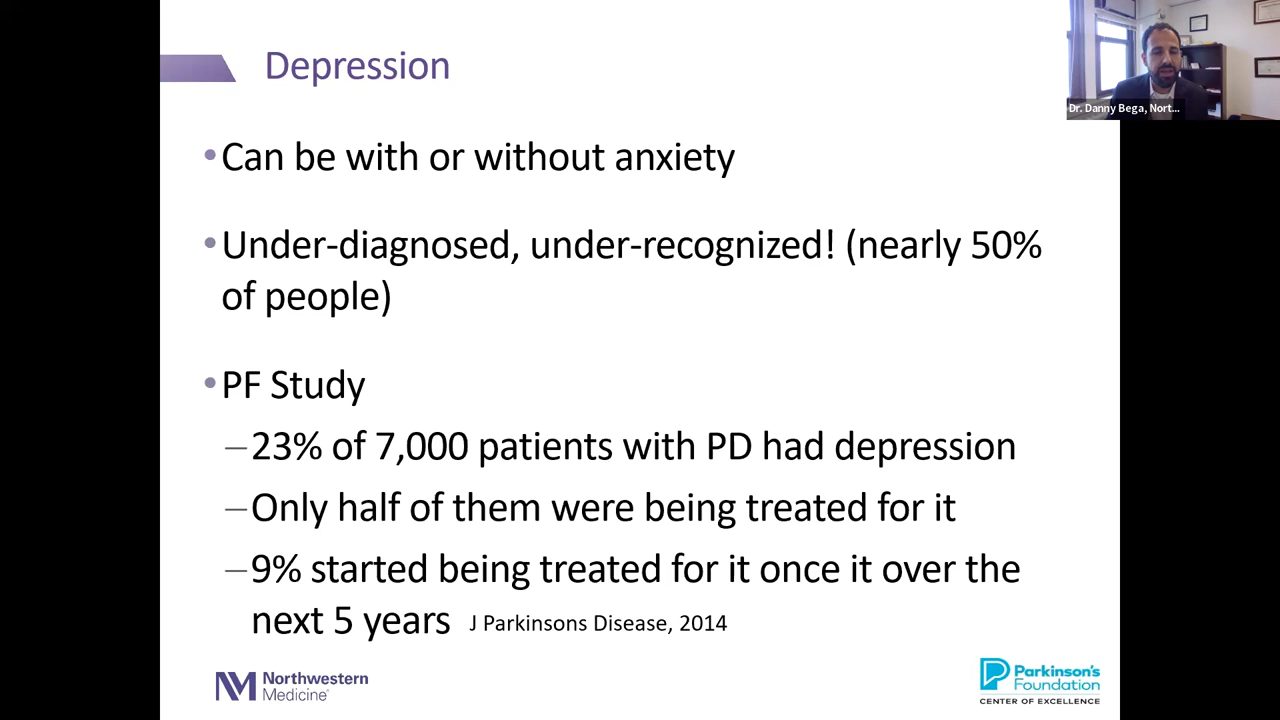 Depression
Dr. Danny Bega, Nort...
•Can be with or without anxiety
•Under-diagnosed, under-recognized! (nearly 50%
of people)
•PF Study
–23% of 7,000 patients with PD had depression
–Only half of them were being treated for it
–9% started being treated for it once it over the
next 5 years J Parkinsons Disease, 2014
NM Northwestern
Medicine®
Parkinson's
Foundation
CENTER OF EXCELLENCE